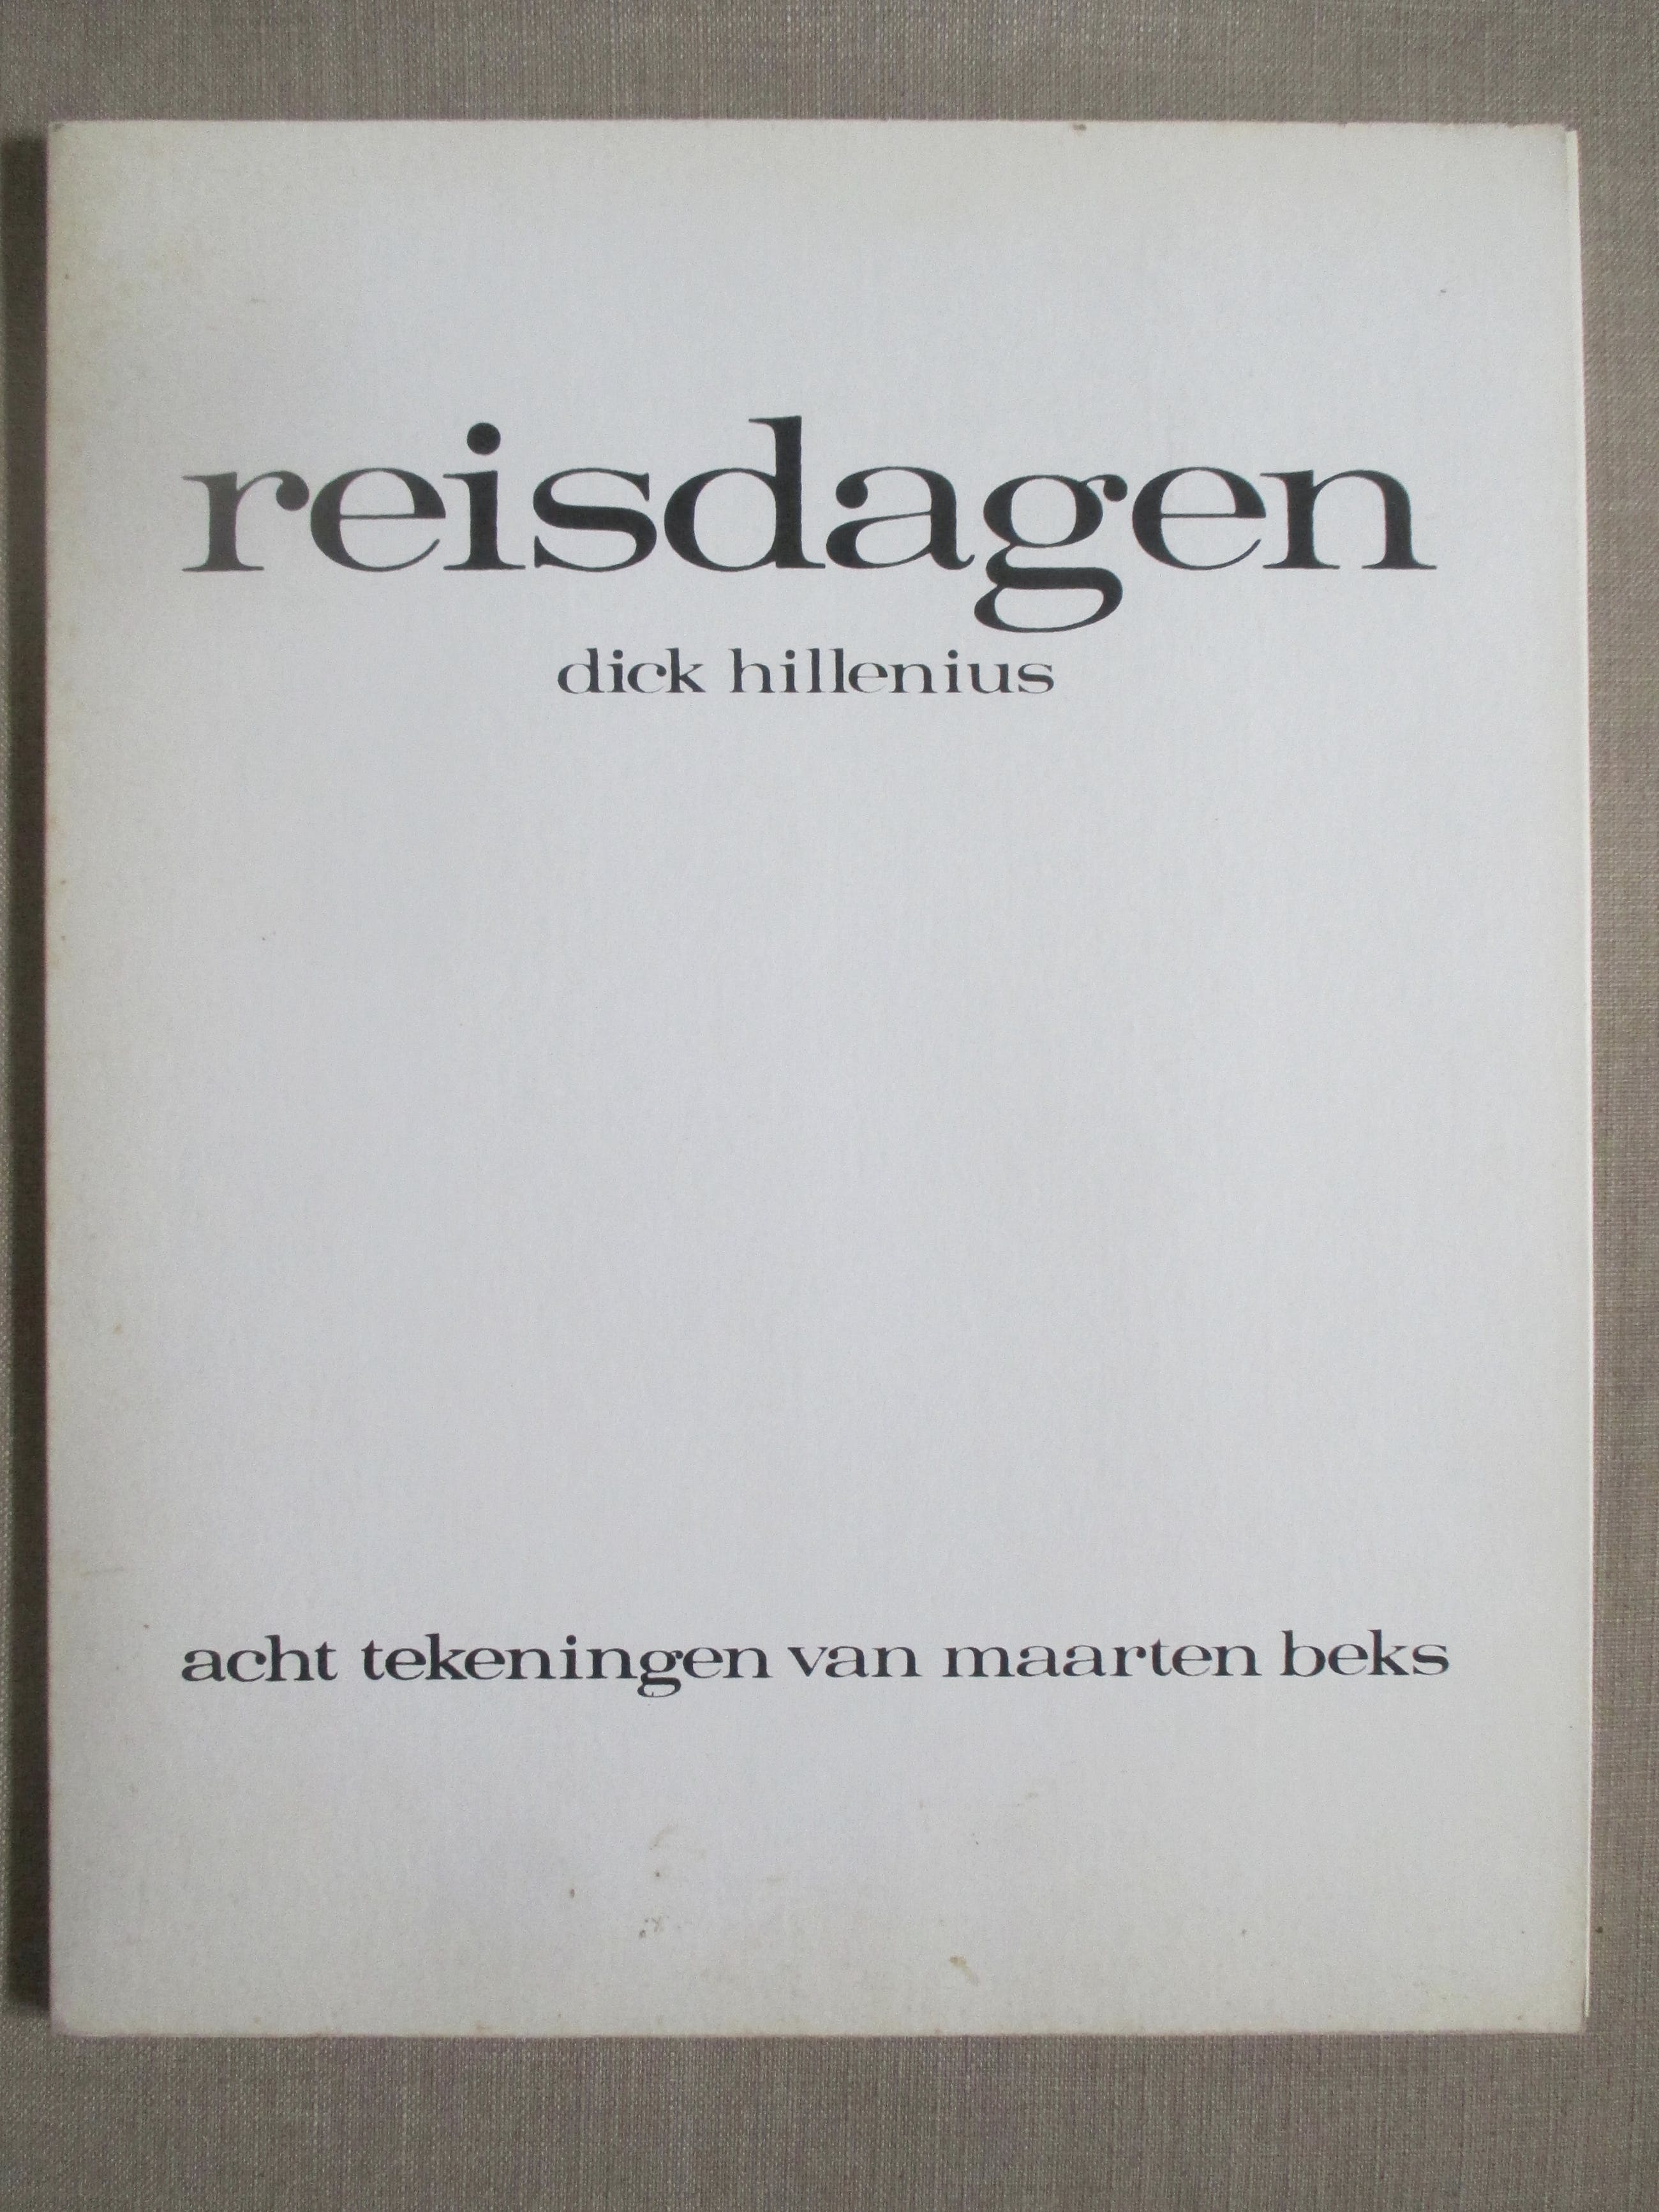 reisdagen
dick hillenius
acht tekeningen van maarten beks